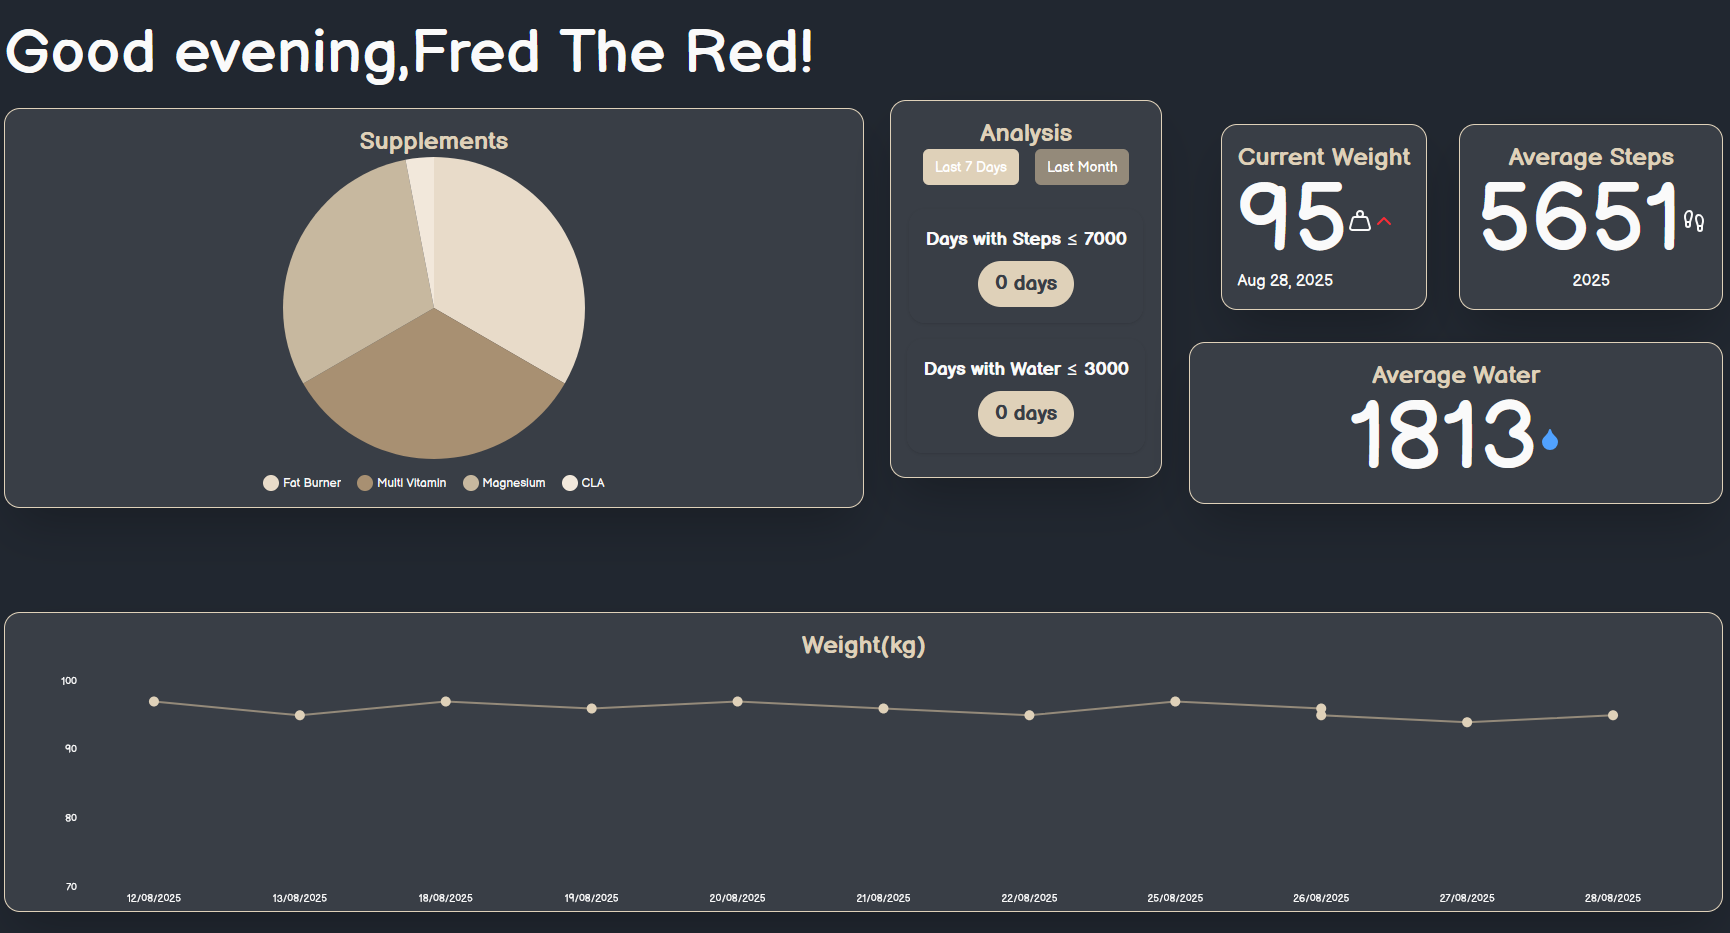 Good evening,Fred The Red!
Supplements
Fat Burner
Multi Vitamin
Magnesium
CLA
Analysis
Last 7 Days
Last Month
Days with Steps ≤ 7000
0 days
Days with Water ≤ 3000
0 days
Current Weight
95
Aug 28, 2025
Average Steps
5651
2025
Average Water
1813
Weight(kg)
100
90
80
70
12/08/2025
13/08/2025
18/08/2025
19/08/2025
20/08/2025
21/08/2025
22/08/2025
25/08/2025
26/08/2025
27/08/2025
28/08/2025